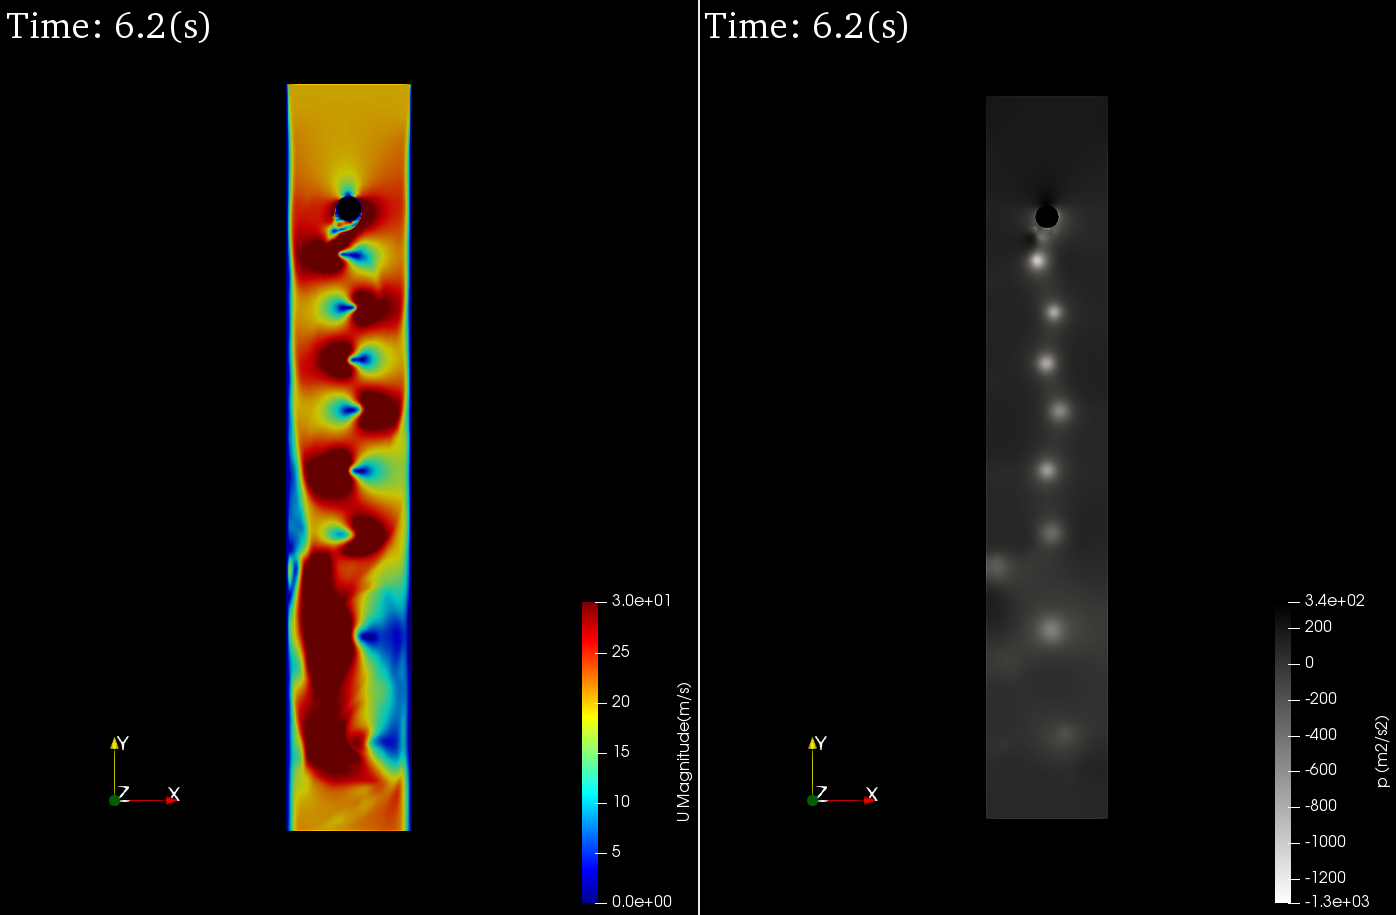 Time: 6.2(s)
3.0e+01
25
20
15
10
5
0.0e+00
U Magnitude(m/s)
Y
Z
X
Time: 6.2(s)
3.4e+02
200
0
-200
-400
-600
-800
-1000
-1200
-1.3e+03
p (m2/s2)
Y
Z
X